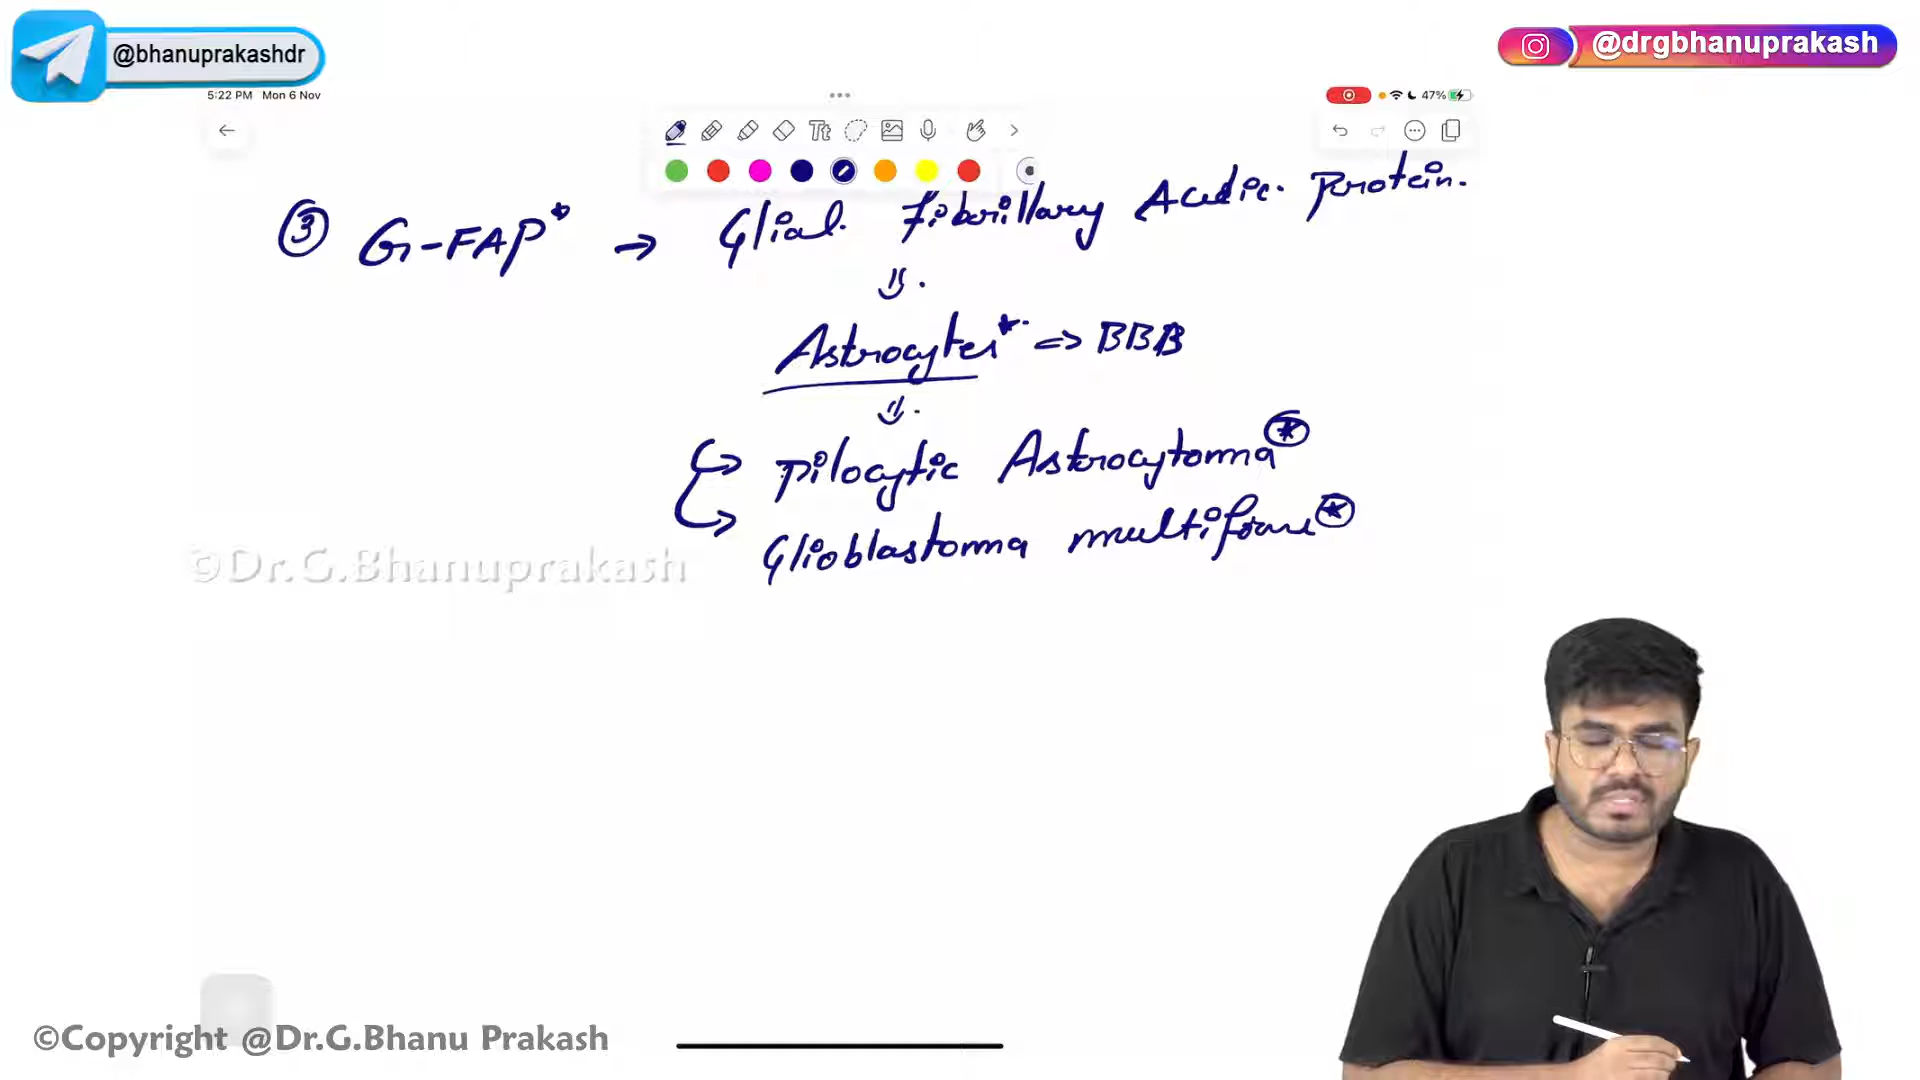 @bhanuprakashdr
@drgbhanuprakash
5:22 PM Mon 6 Nov
47%
Tt
③ G-FAP* → Glial. Fibrillary Acidic. Protein.
Astrocytes* ⇒ BBB
Pilocytic Astrocytoma *
Glioblastoma multiforme *
©Dr.G.Bhanuprakash
©Copyright @Dr.G.Bhanu Prakash